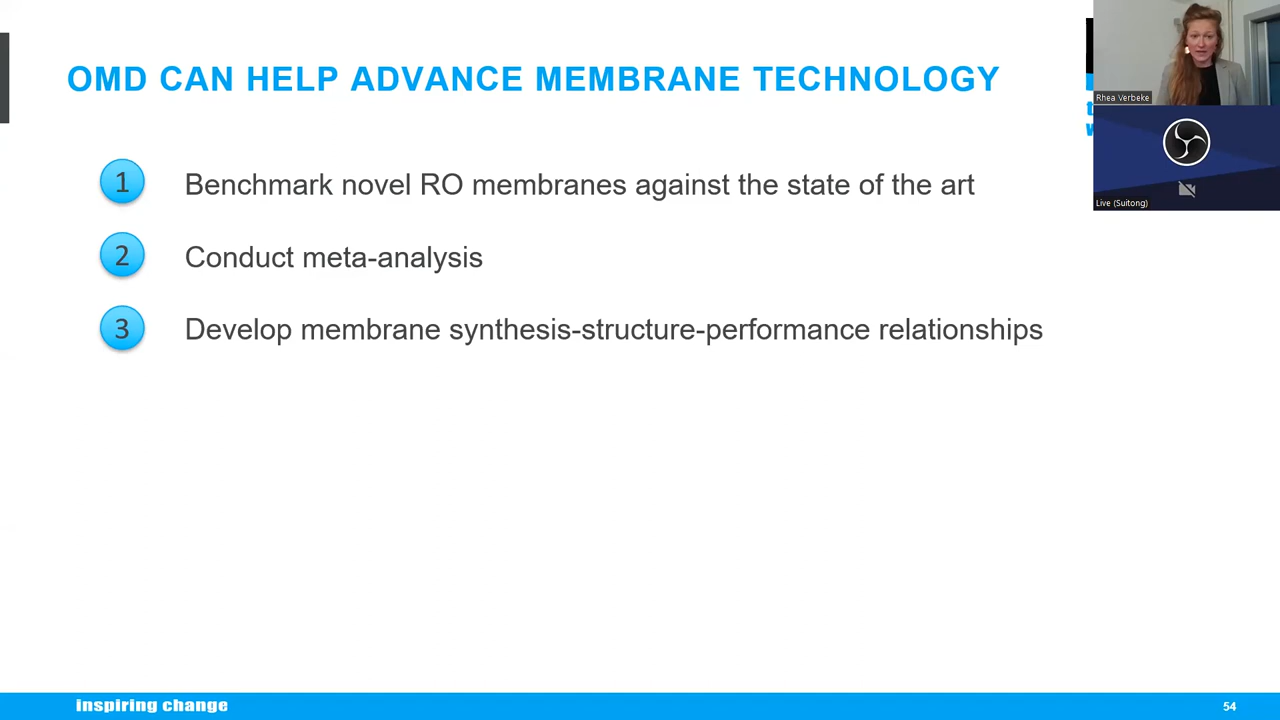 OMD CAN HELP ADVANCE MEMBRANE TECHNOLOGY
1 Benchmark novel RO membranes against the state of the art
2 Conduct meta-analysis
3 Develop membrane synthesis-structure-performance relationships
Rhea Verbeke
Live (Suitong)
inspiring change
54